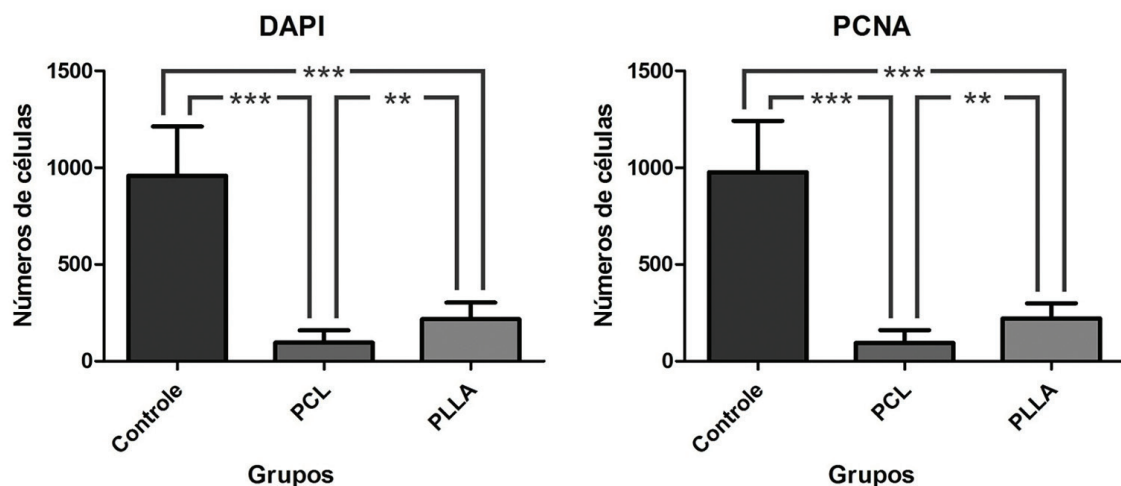 DAPI
Números de células
1500
1000
500
0
***
***
**
Controle
PCL
PLLA
Grupos
PCNA
Números de células
1500
1000
500
0
***
***
**
Controle
PCL
PLLA
Grupos